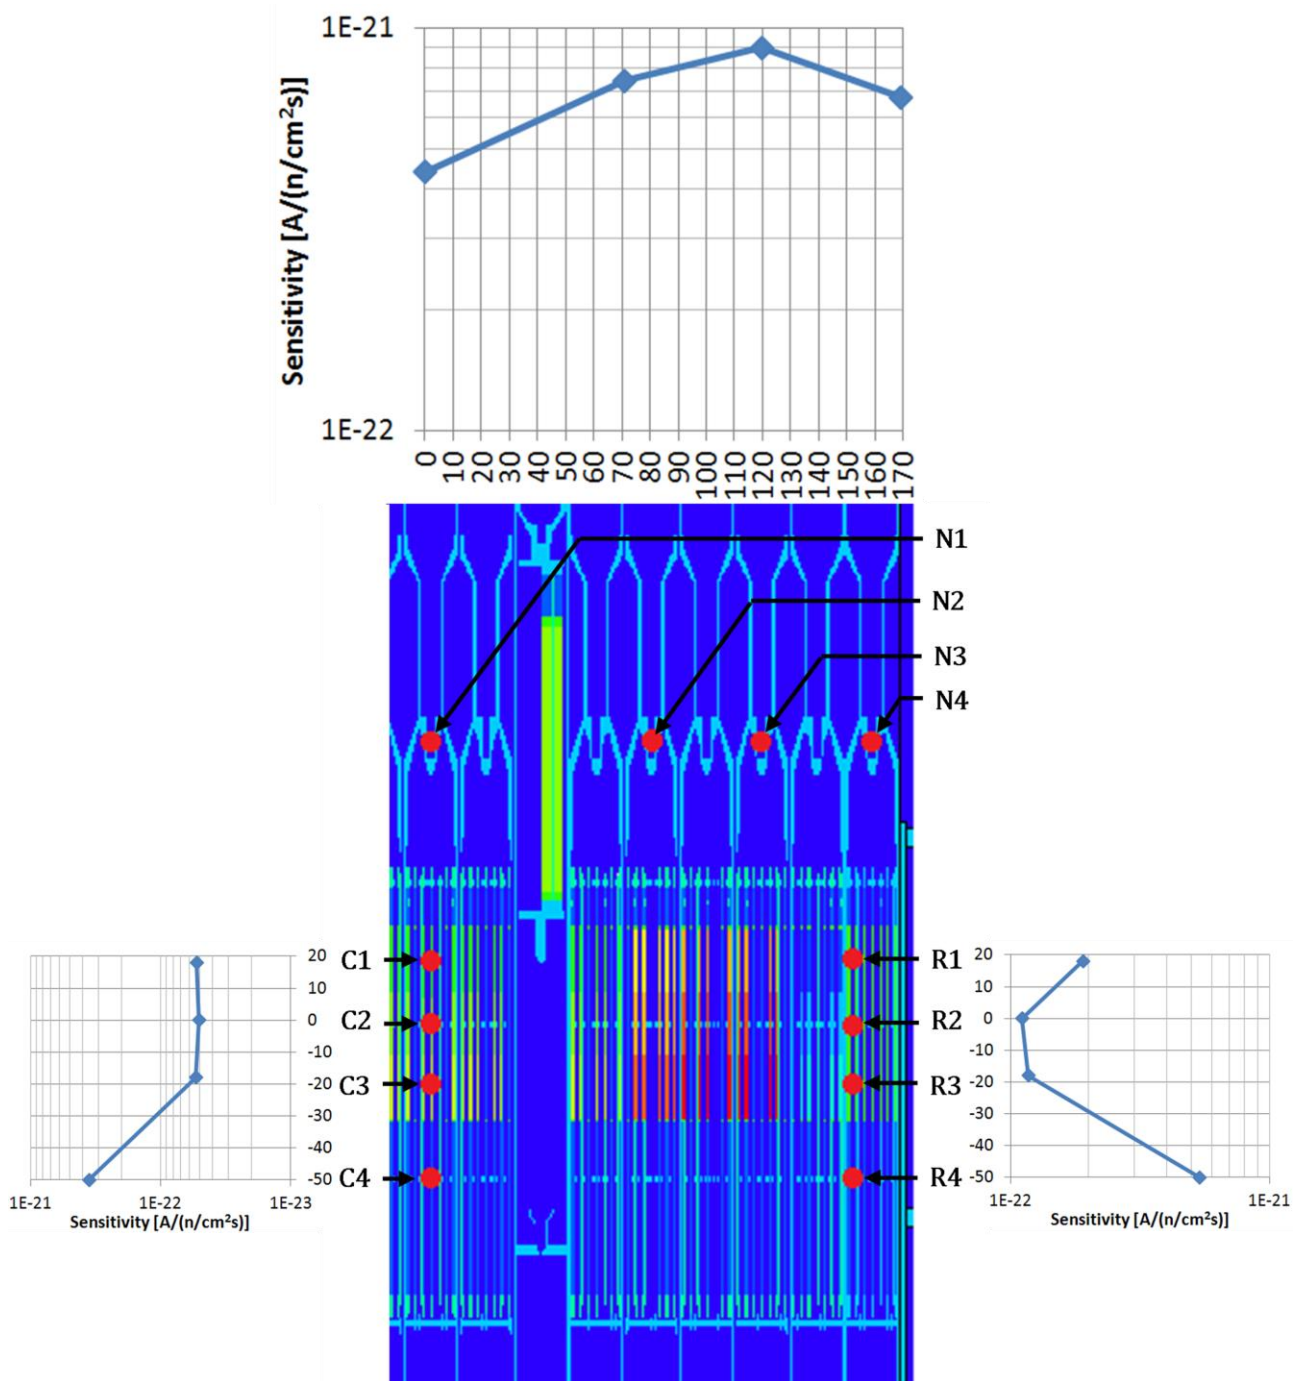 1E-21
Sensitivity [A/(n/cm²s)]
1E-22
0 10 20 30 40 50 60 70 80 90 100 110 120 130 140 150 160 170
N1
N2
N3
N4
20
10
0
-10
-20
-30
-40
-50
1E-21 1E-22 1E-23
Sensitivity [A/(n/cm²s)]
C1
C2
C3
C4
R1
R2
R3
R4
20
10
0
-10
-20
-30
-40
-50
1E-22 1E-21
Sensitivity [A/(n/cm²s)]